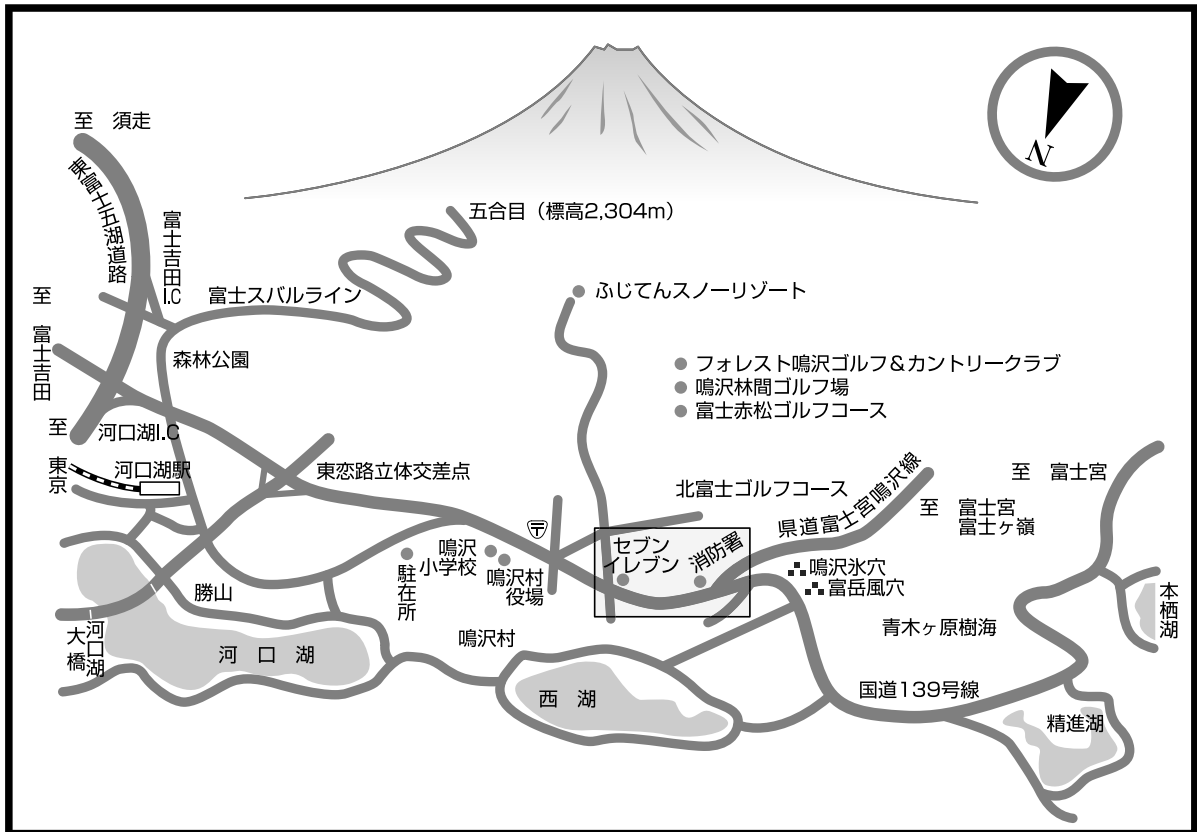 至 須走
東富士五湖道路
富士吉田I.C
至 富士吉田
五合目（標高2,304m）
富士スバルライン
ふじてんスノーリゾート
森林公園
フォレスト鳴沢ゴルフ＆カントリークラブ
鳴沢林間ゴルフ場
富士赤松ゴルフコース
至 東京
河口湖I.C
河口湖駅
東恋路立体交差点
北富士ゴルフコース
県道富士宮鳴沢線
至 富士宮
至 富士宮
富士ヶ嶺
〒
セブン
イレブン
消防署
鳴沢
小学校
鳴沢村
役場
駐在所
鳴沢氷穴
富岳風穴
勝山
鳴沢村
青木ヶ原樹海
本栖湖
河口湖
大橋
河口湖
西湖
国道139号線
精進湖
N